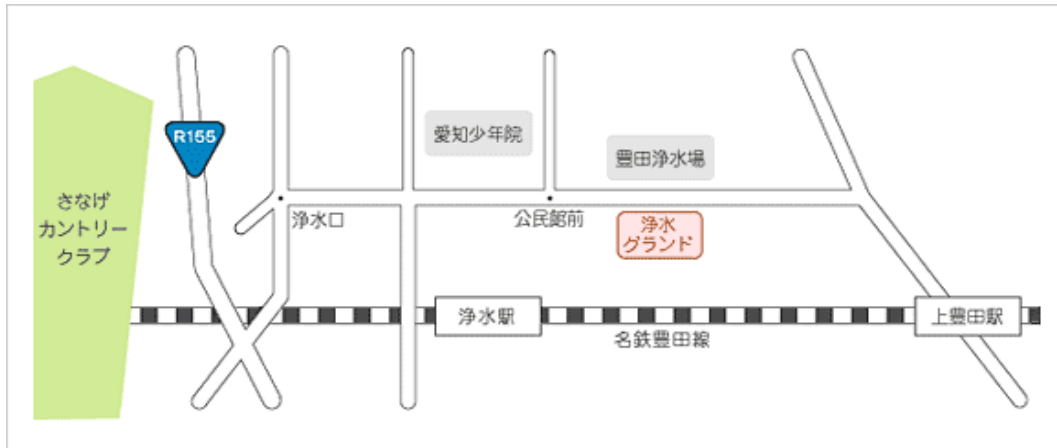 R155
愛知少年院
豊田浄水場
さなげ
カントリー
クラブ
浄水口
公民館前
浄水
グランド
浄水駅
上豊田駅
名鉄豊田線